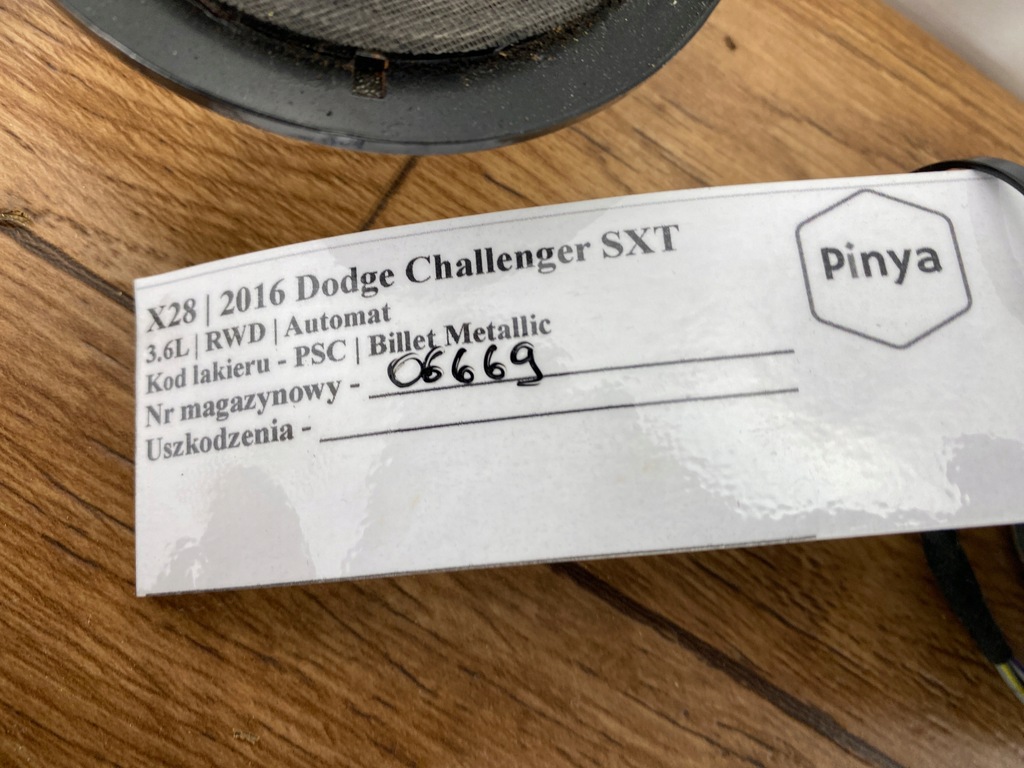 X28 | 2016 Dodge Challenger SXT
3.6L | RWD | Automat
Kod lakieru - PSC | Billet Metallic
Nr magazynowy - 06669
Uszkodzenia -
Pinya